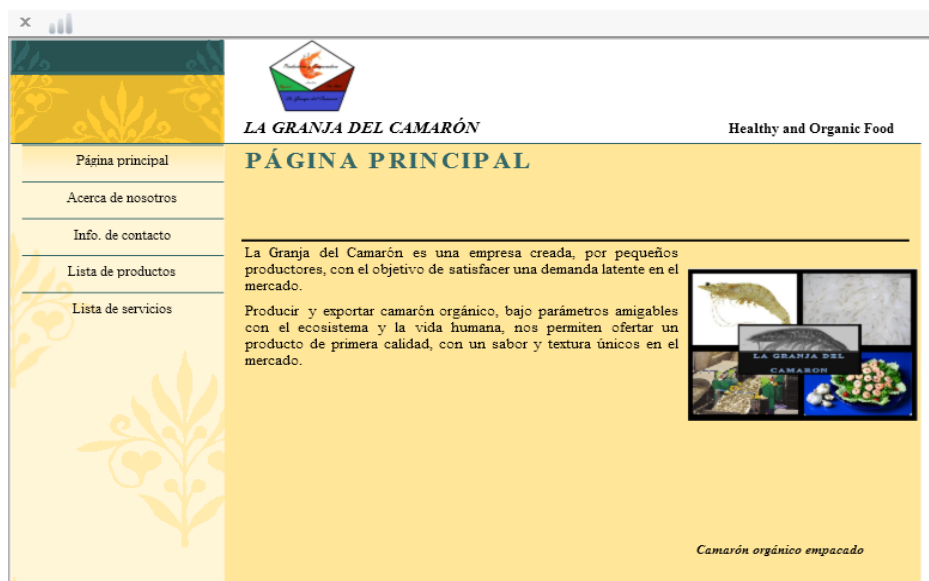 LA GRANJA DEL CAMARÓN
Healthy and Organic Food
Página principal
Acerca de nosotros
Info. de contacto
Lista de productos
Lista de servicios
PÁGINA PRINCIPAL
La Granja del Camarón es una empresa creada, por pequeños
productores, con el objetivo de satisfacer una demanda latente en el
mercado.
Producir y exportar camarón orgánico, bajo parámetros amigables
con el ecosistema y la vida humana, nos permiten ofertar un
producto de primera calidad, con un sabor y textura únicos en el
mercado.
LA GRANJA DEL
CAMARON
Camarón orgánico empacado